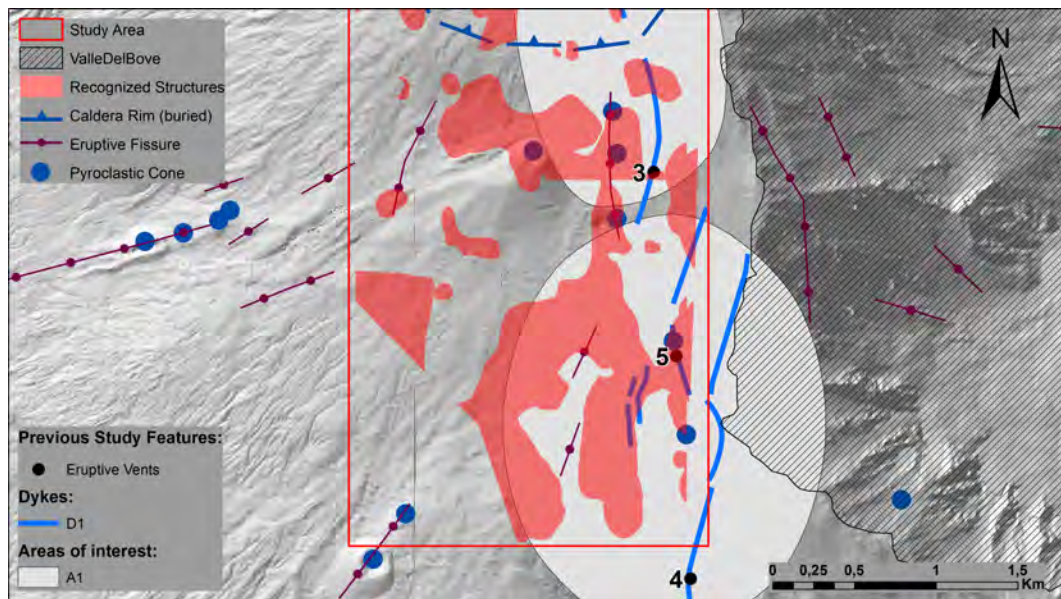 Study Area
ValleDelBove
Recognized Structures
Caldera Rim (buried)
Eruptive Fissure
Pyroclastic Cone
N
3
5
Previous Study Features:
Eruptive Vents
Dykes:
D1
Areas of interest:
A1
4
0 0,25 0,5 1 1,5
Km